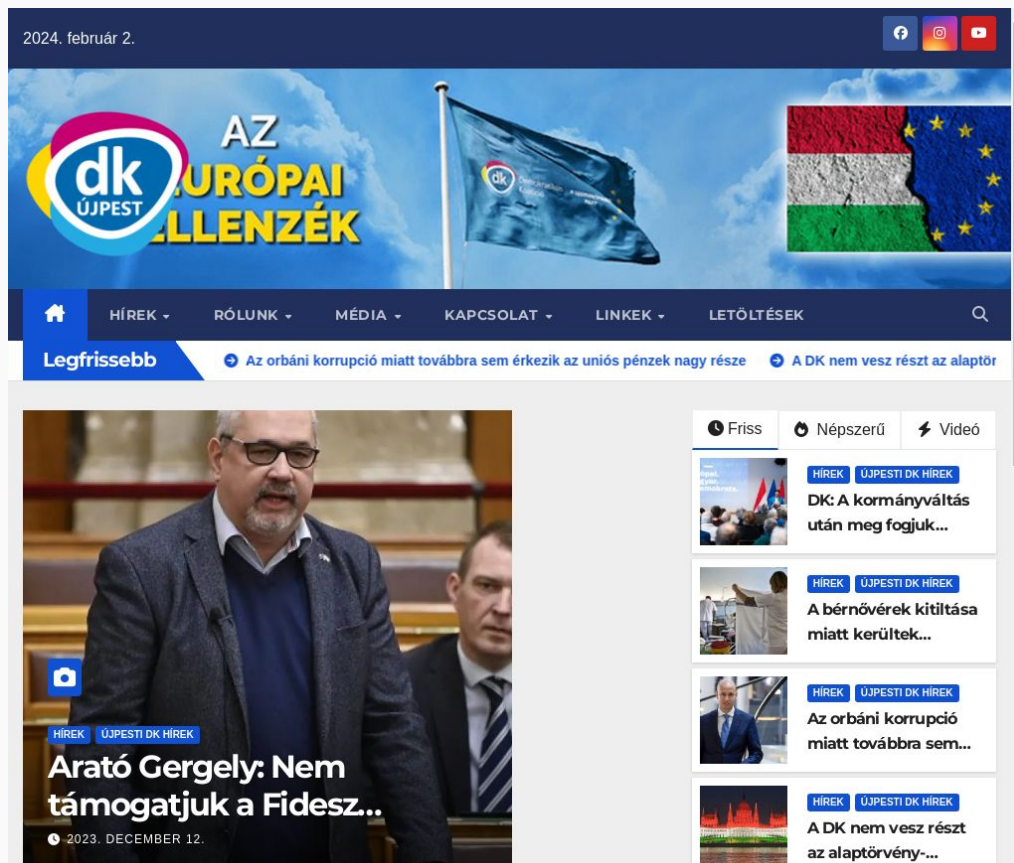 2024. február 2.
AZ
URÓPAI
ELLENZÉK
dk
ÚJPEST
dk
HÍREK
RÓLUNK
MÉDIA
KAPCSOLAT
LINKEK
LETÖLTÉSEK
Legfrissebb
Az orbáni korrupció miatt továbbra sem érkezik az uniós pénzek nagy része
A DK nem vesz részt az alaptör
Friss
Népszerű
Videó
HÍREK ÚJPESTI DK HÍREK
DK: A kormányváltás
után meg fogjuk...
HÍREK ÚJPESTI DK HÍREK
A bérnővérek kitiltása
miatt kerültek...
HÍREK ÚJPESTI DK HÍREK
Az orbáni korrupció
miatt továbbra sem...
HÍREK ÚJPESTI DK HÍREK
A DK nem vesz részt
az alaptörvény-...
HÍREK ÚJPESTI DK HÍREK
Arató Gergely: Nem
támogatjuk a Fidesz...
2023. DECEMBER 12.